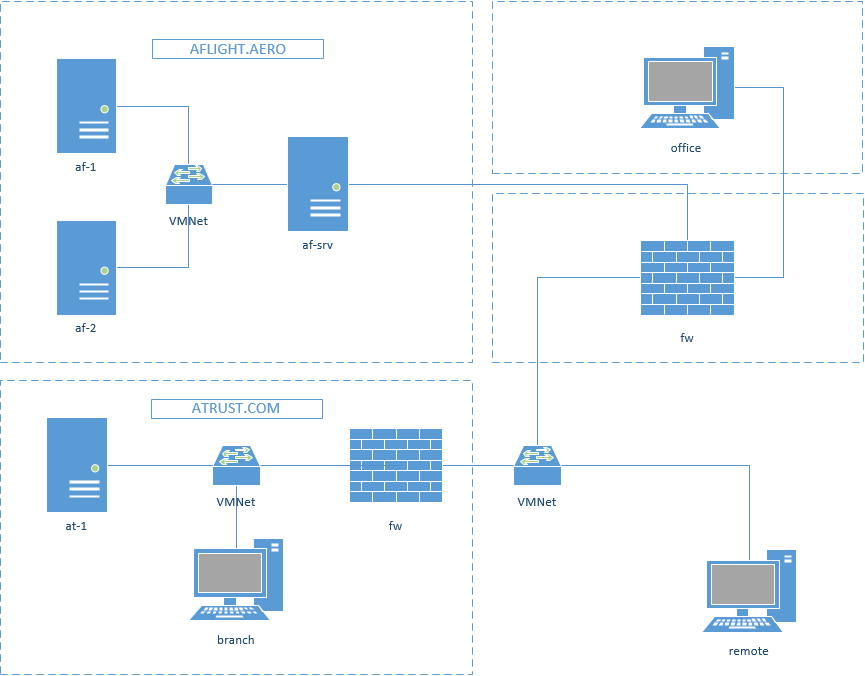 AFLIGHT.AERO
af-1
VMNet
af-srv
af-2
office
fw
ATRUST.COM
at-1
VMNet
fw
VMNet
branch
remote